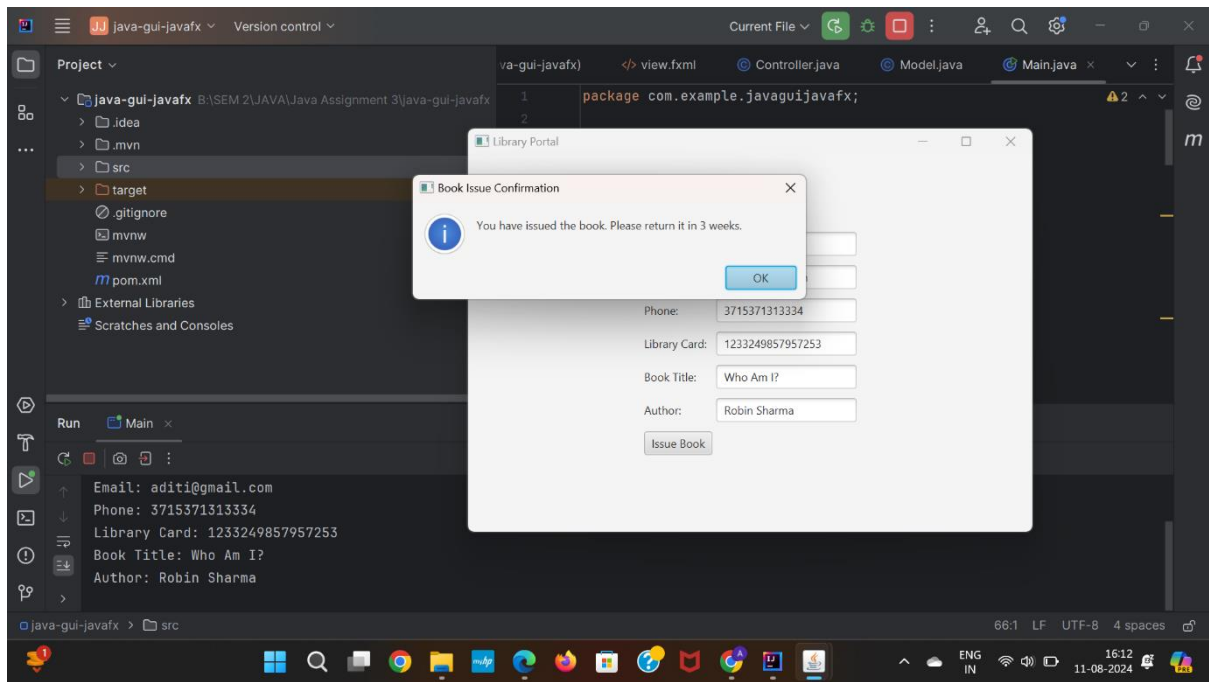 JJ java-gui-javafx Version control Current File
Project
va-gui-javafx) </> view.fxml © Controller.java © Model.java Main.java
java-gui-javafx B:\SEM 2\JAVA\Java Assignment 3\java-gui-javafx
1 package com.example.javaguijavafx; 2
2
.idea
.mvn
src
target
.gitignore
mvnw
mvnw.cmd
m pom.xml
External Libraries
Scratches and Consoles
m
Library Portal
Book Issue Confirmation
You have issued the book. Please return it in 3 weeks.
OK
Phone: 3715371313334
Library Card: 1233249857957253
Book Title: Who Am I?
Author: Robin Sharma
Issue Book
Run Main
Email: aditi@gmail.com
Phone: 3715371313334
Library Card: 1233249857957253
Book Title: Who Am I?
Author: Robin Sharma
java-gui-javafx > src 66:1 LF UTF-8 4 spaces
1
myhp
A
PRE
ENG
IN
16:12
11-08-2024